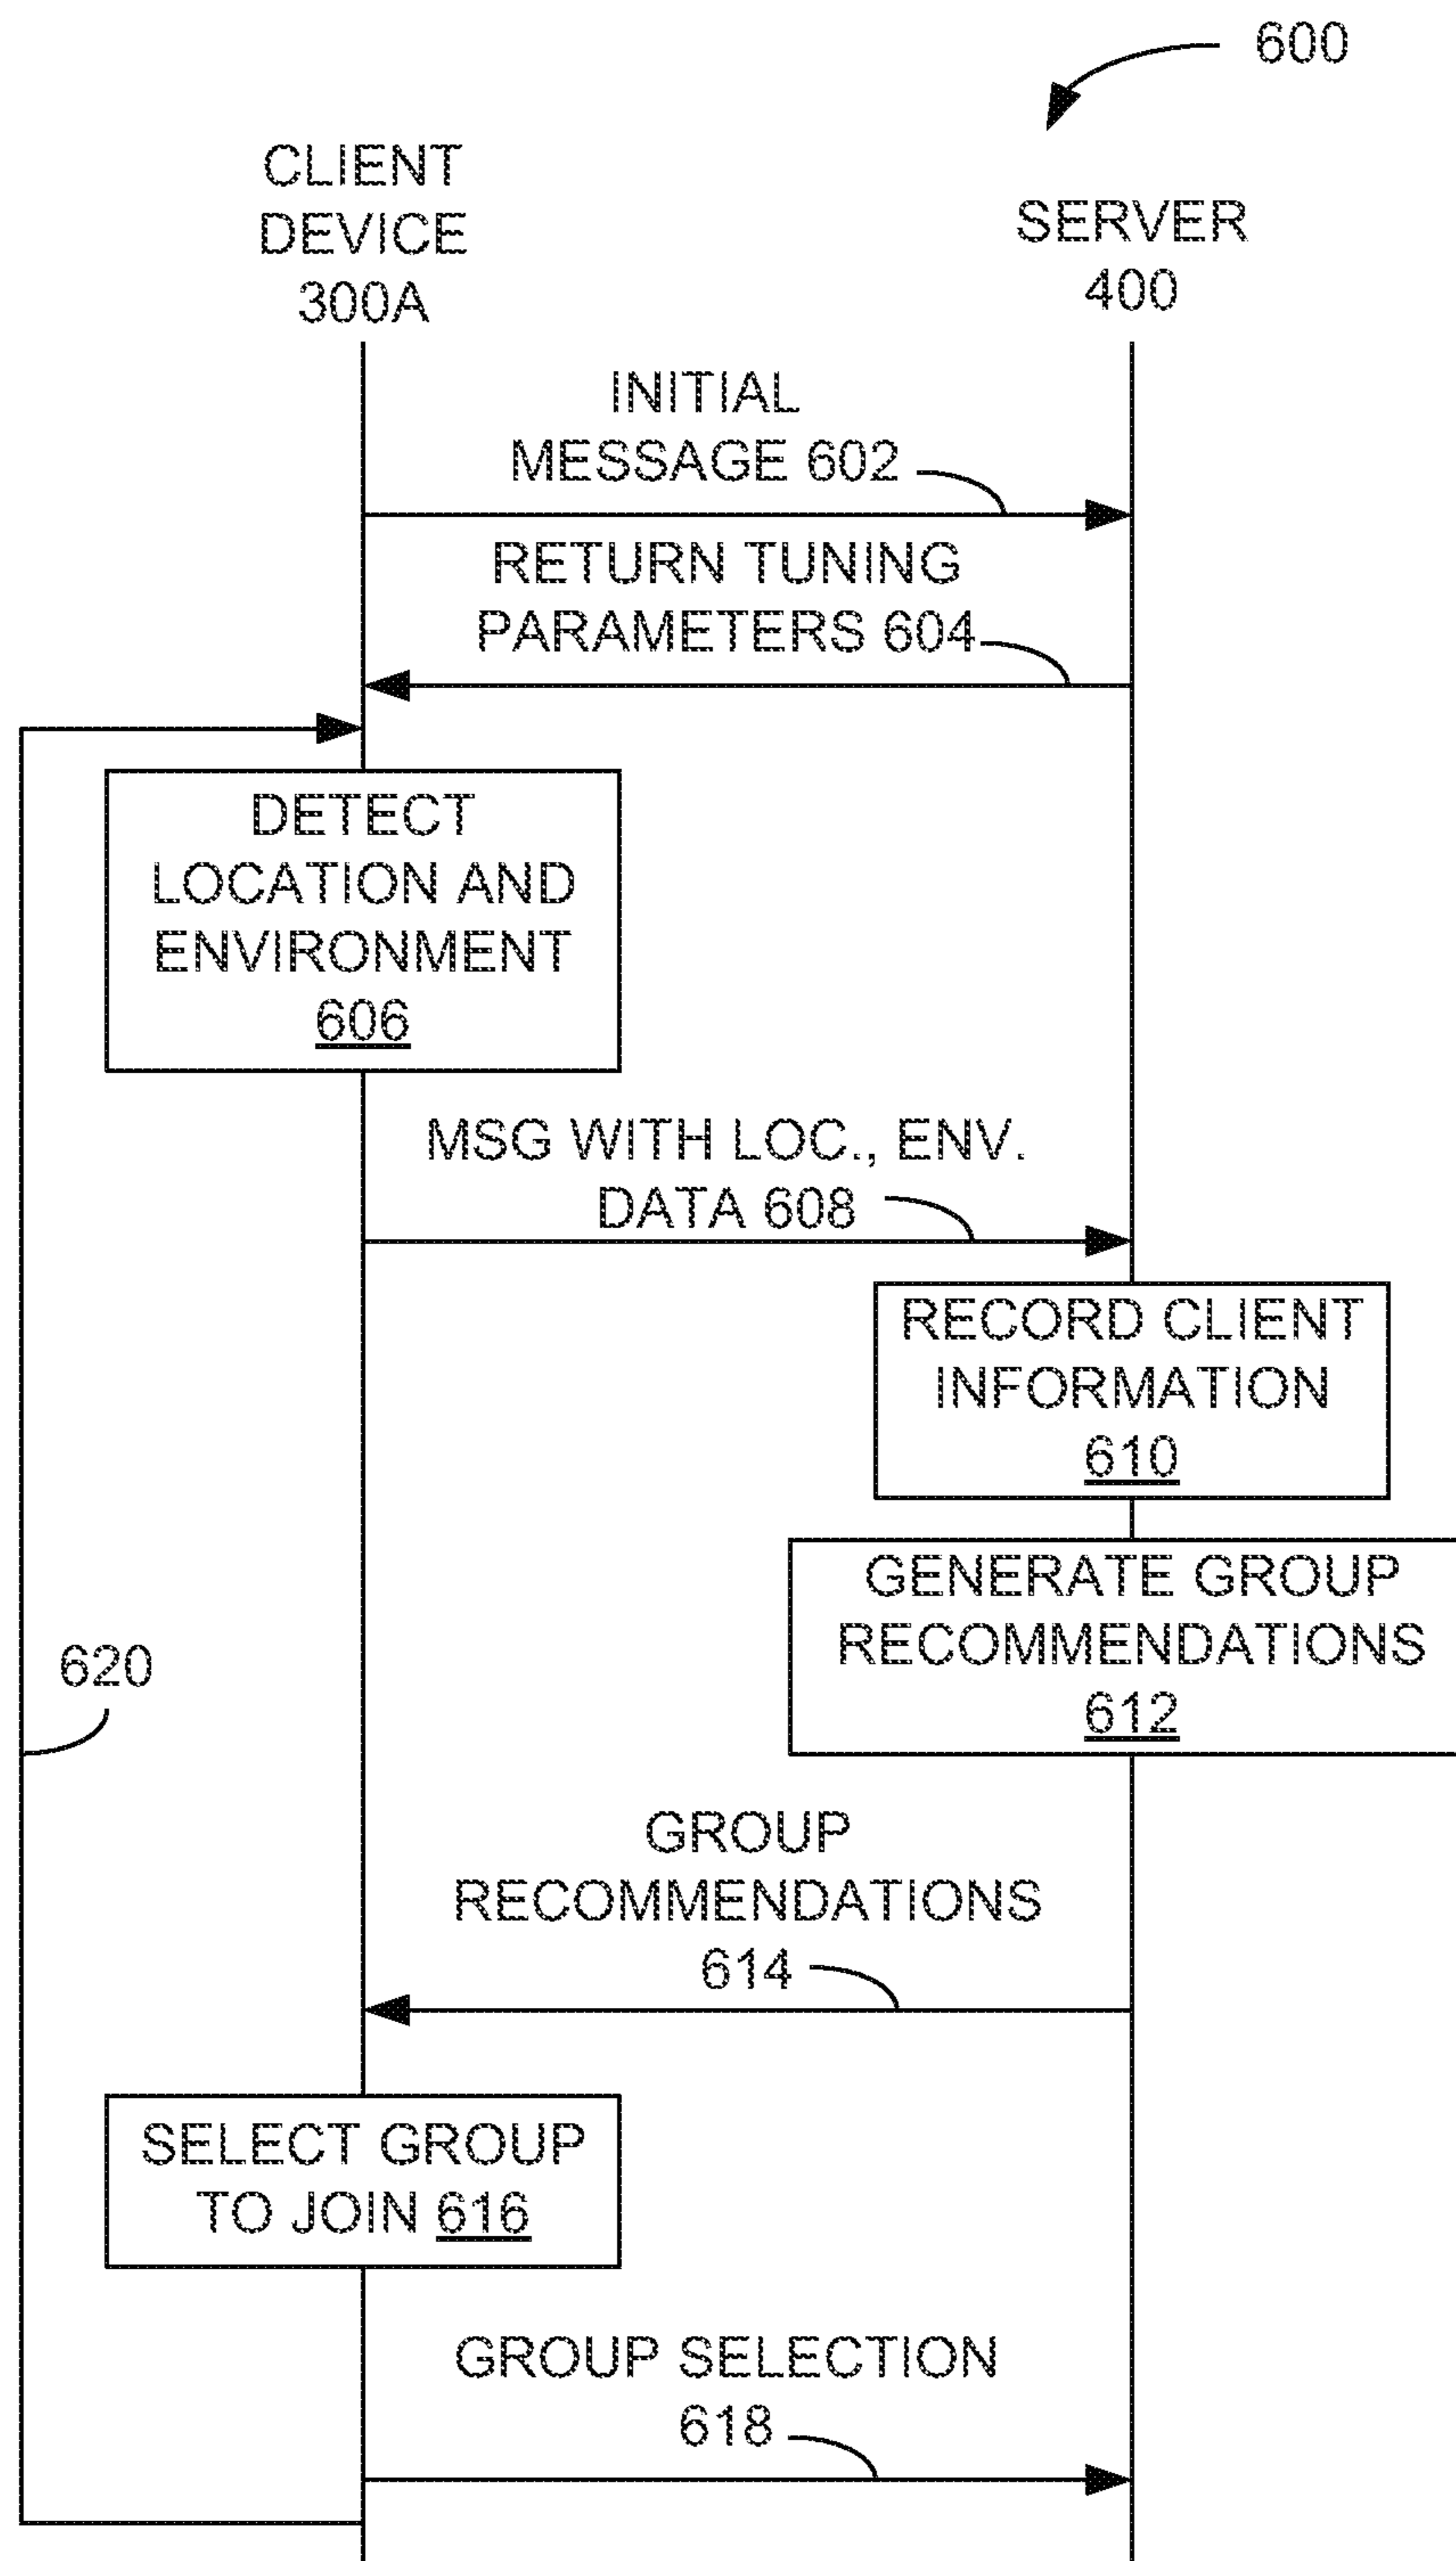 600
CLIENT
DEVICE
300A
SERVER
400
INITIAL
MESSAGE 602
RETURN TUNING
PARAMETERS 604
DETECT
LOCATION AND
ENVIRONMENT
606
MSG WITH LOC., ENV.
DATA 608
RECORD CLIENT
INFORMATION
610
GENERATE GROUP
RECOMMENDATIONS
612
620
GROUP
RECOMMENDATIONS
614
SELECT GROUP
TO JOIN 616
GROUP SELECTION
618